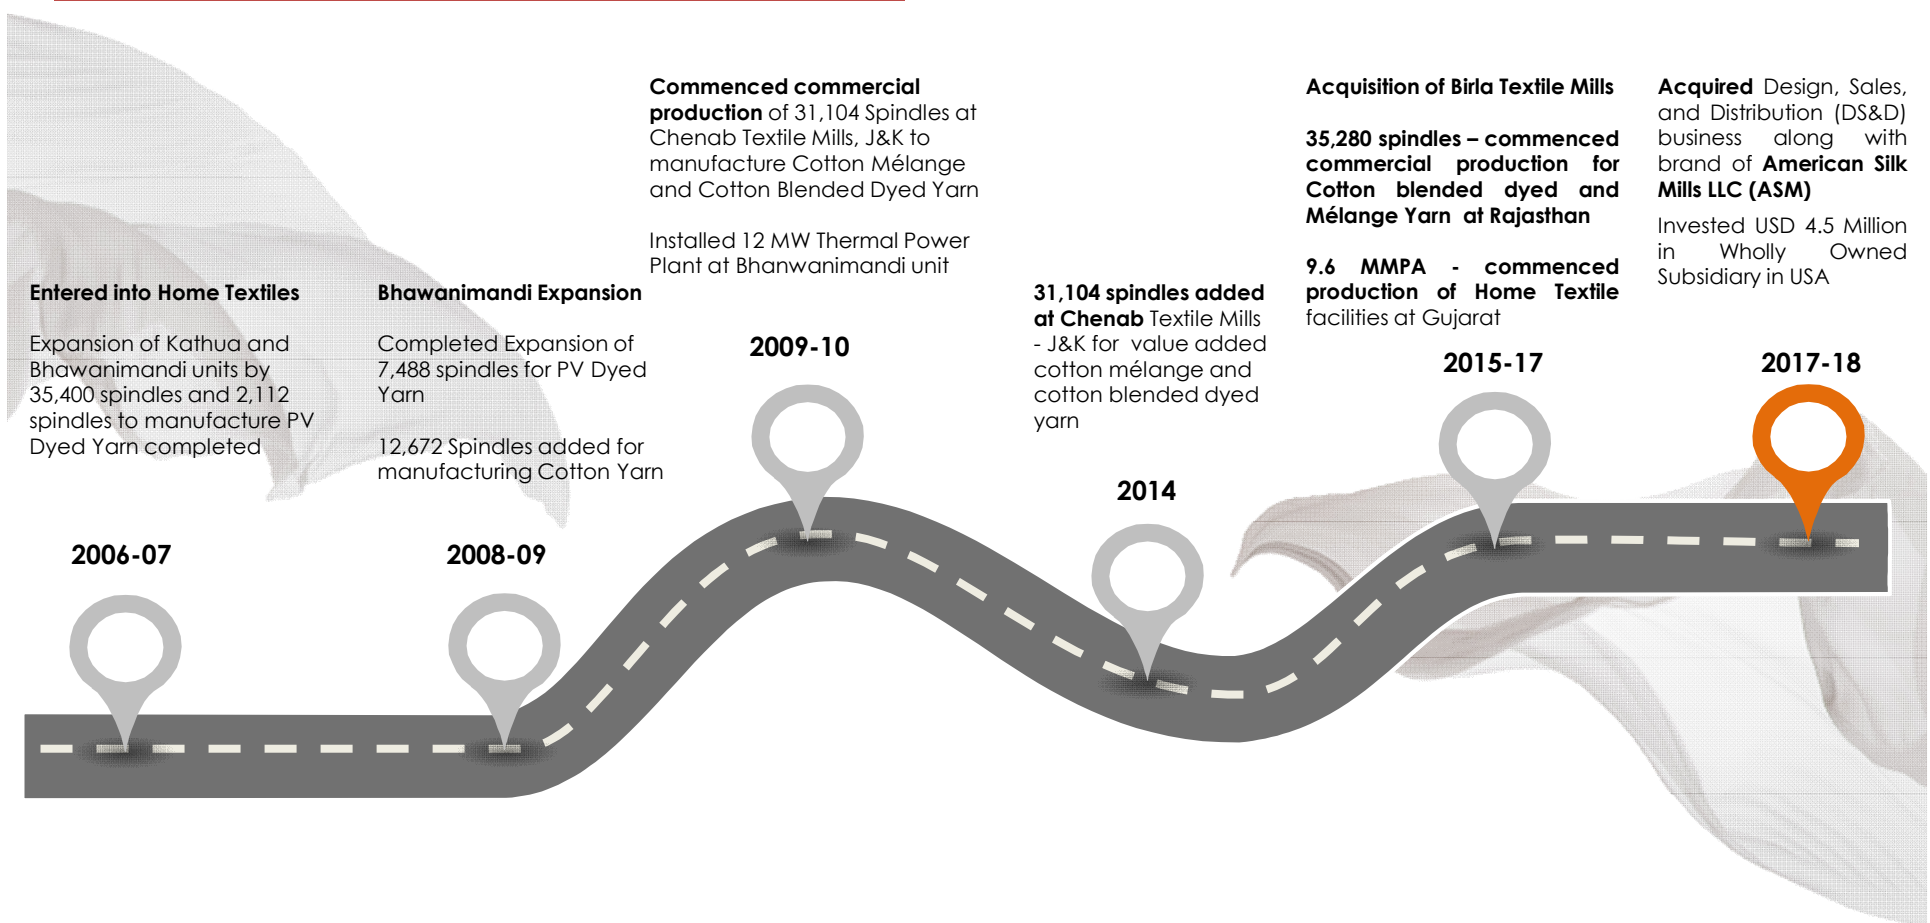 Entered into Home Textiles
Expansion of Kathua and
Bhawanimandi units by
35,400 spindles and 2,112
spindles to manufacture PV
Dyed Yarn completed
2006-07
Bhawanimandi Expansion
Completed Expansion of
7,488 spindles for PV Dyed
Yarn
12,672 Spindles added for
manufacturing Cotton Yarn
2008-09
Commenced commercial
production of 31,104 Spindles at
Chenab Textile Mills, J&K to
manufacture Cotton Mélange
and Cotton Blended Dyed Yarn
Installed 12 MW Thermal Power
Plant at Bhanwanimandi unit
2009-10
31,104 spindles added
at Chenab Textile Mills
- J&K for value added
cotton mélange and
cotton blended dyed
yarn
2014
Acquisition of Birla Textile Mills
35,280 spindles – commenced
commercial production for
Cotton blended dyed and
Mélange Yarn at Rajasthan
9.6 MMPA - commenced
production of Home Textile
facilities at Gujarat
2015-17
Acquired Design, Sales,
and Distribution (DS&D)
business along with
brand of American Silk
Mills LLC (ASM)
Invested USD 4.5 Million
in Wholly Owned
Subsidiary in USA
2017-18